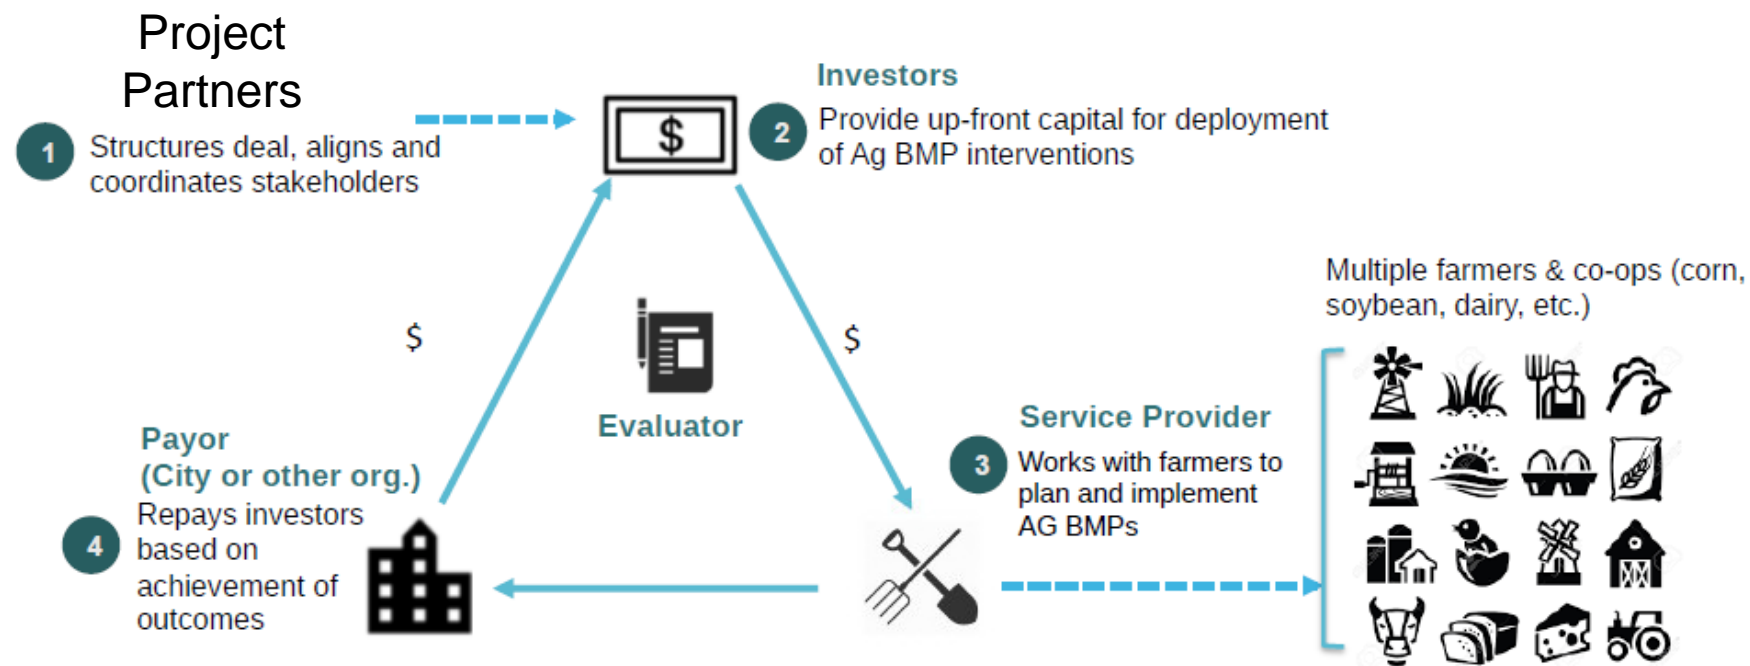 Project
Partners
1
Structures deal, aligns and
coordinates stakeholders
$
2
Investors
Provide up-front capital for deployment
of Ag BMP interventions
$
$
Evaluator
Multiple farmers & co-ops (corn,
soybean, dairy, etc.)
3
Service Provider
Works with farmers to
plan and implement
AG BMPs
4
Payor
(City or other org.)
Repays investors
based on
achievement of
outcomes